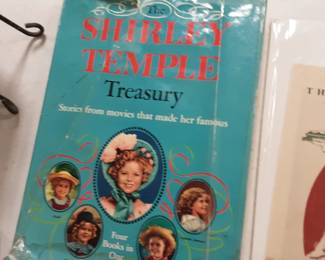 The
SHIRLEY
TEMPLE
Treasury
Stories from movies that made her famous
Four
Books in
One
T H